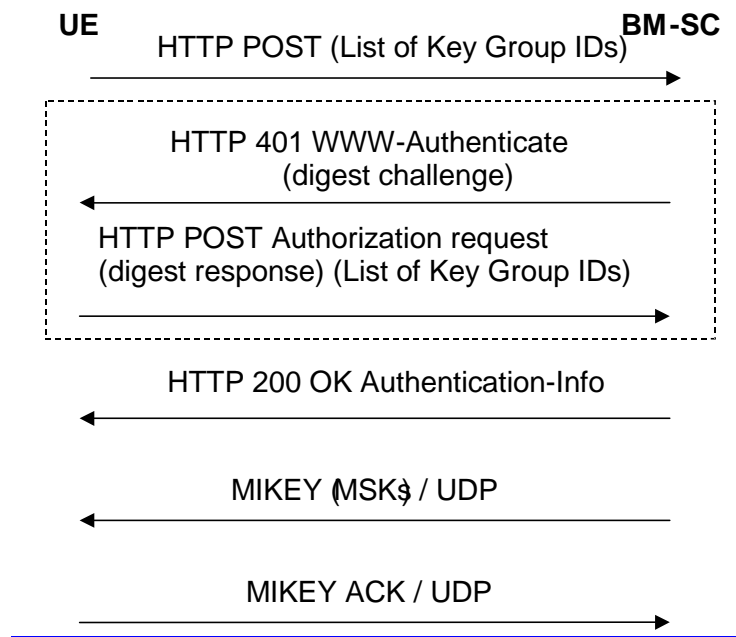 UE BM-SC
HTTP POST (List of Key Group IDs)
HTTP 401 WWW-Authenticate
(digest challenge)
HTTP POST Authorization request
(digest response) (List of Key Group IDs)
HTTP 200 OK Authentication-Info
MIKEY (MSKs) / UDP
MIKEY ACK / UDP